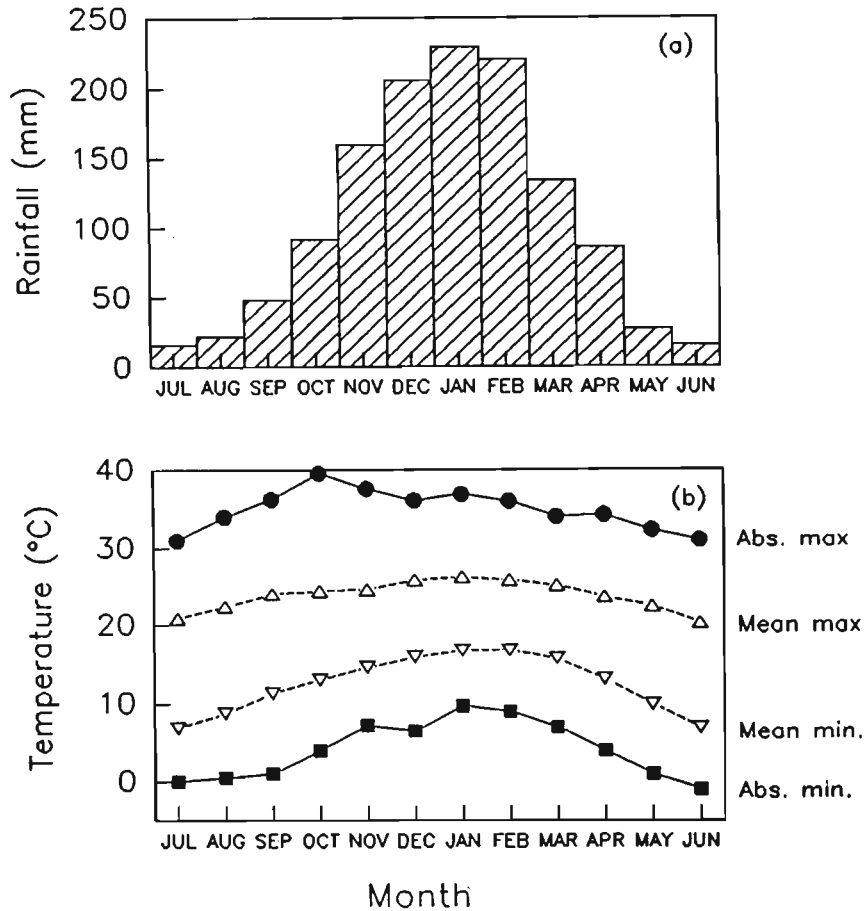 250
200
150
100
50
0
Rainfall (mm)
(a)
JUL AUG SEP OCT NOV DEC JAN FEB MAR APR MAY JUN
40
30
20
10
0
Temperature (°C)
(b)
Abs. max
Mean max
Mean min.
Abs. min.
JUL AUG SEP OCT NOV DEC JAN FEB MAR APR MAY JUN
Month